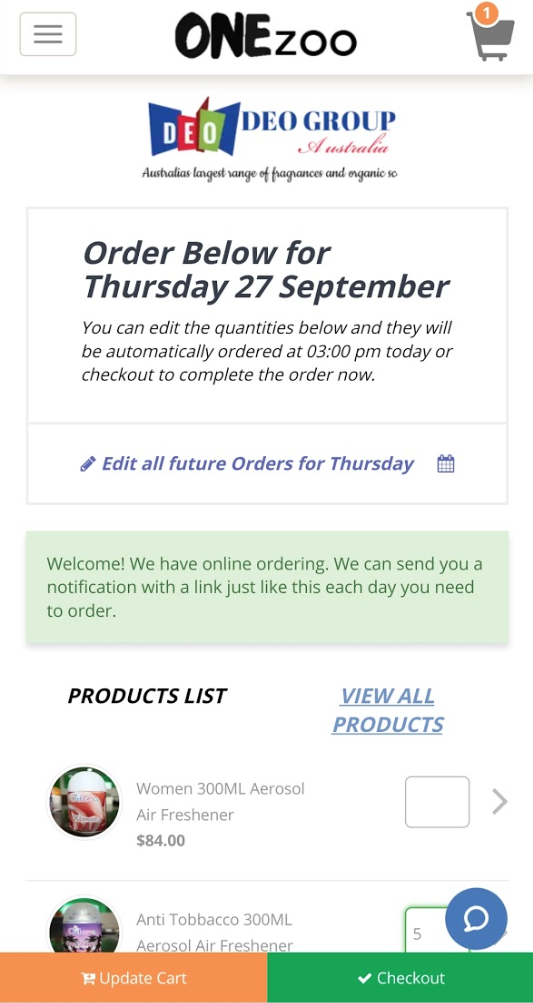 ONEzoo
1
DEO DEO GROUP
Australia
Australias largest range of fragrances and organic sc
Order Below for
Thursday 27 September
You can edit the quantities below and they will
be automatically ordered at 03:00 pm today or
checkout to complete the order now.
Edit all future Orders for Thursday
Welcome! We have online ordering. We can send you a
notification with a link just like this each day you need
to order.
PRODUCTS LIST
VIEW ALL
PRODUCTS
Women 300ML Aerosol
Air Freshener
$84.00
Anti Tobbacco 300ML
Aerosol Air Freshener
5
Update Cart
Checkout